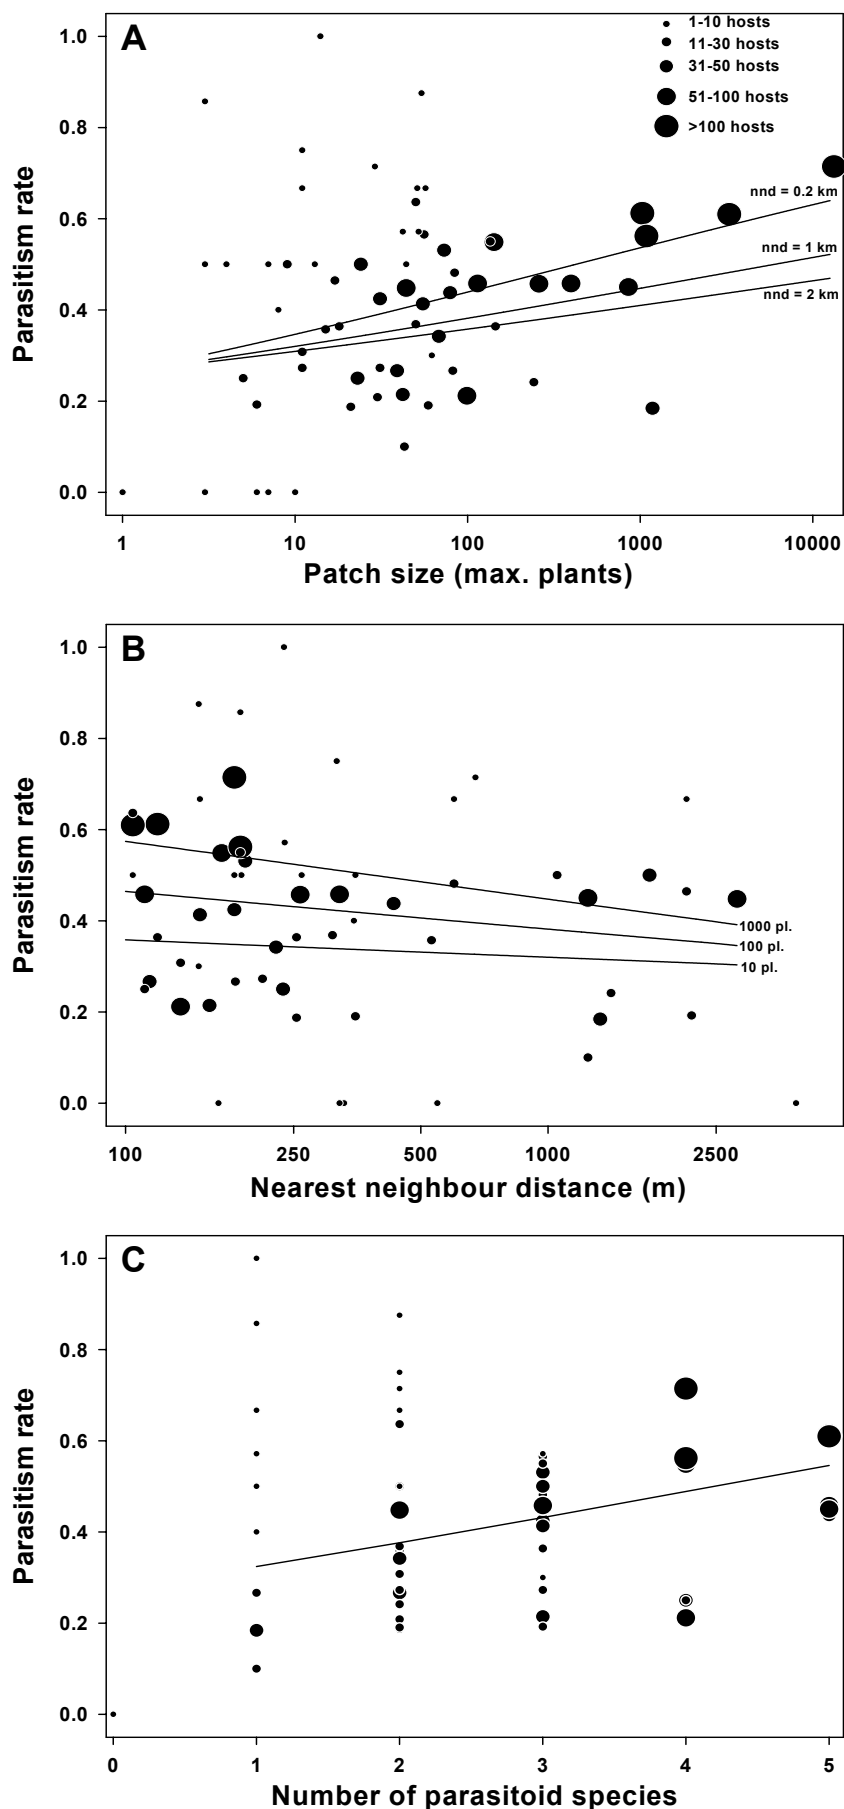 A
1-10 hosts
11-30 hosts
31-50 hosts
51-100 hosts
>100 hosts
nnd = 0.2 km
nnd = 1 km
nnd = 2 km
1.0
0.8
0.6
0.4
0.2
0.0
Parasitism rate
1 10 100 1000 10000
Patch size (max. plants)
B
1.0
0.8
0.6
0.4
0.2
0.0
Parasitism rate
1000 pl.
100 pl.
10 pl.
100 250 500 1000 2500
Nearest neighbour distance (m)
C
1.0
0.8
0.6
0.4
0.2
0.0
Parasitism rate
0 1 2 3 4 5
Number of parasitoid species